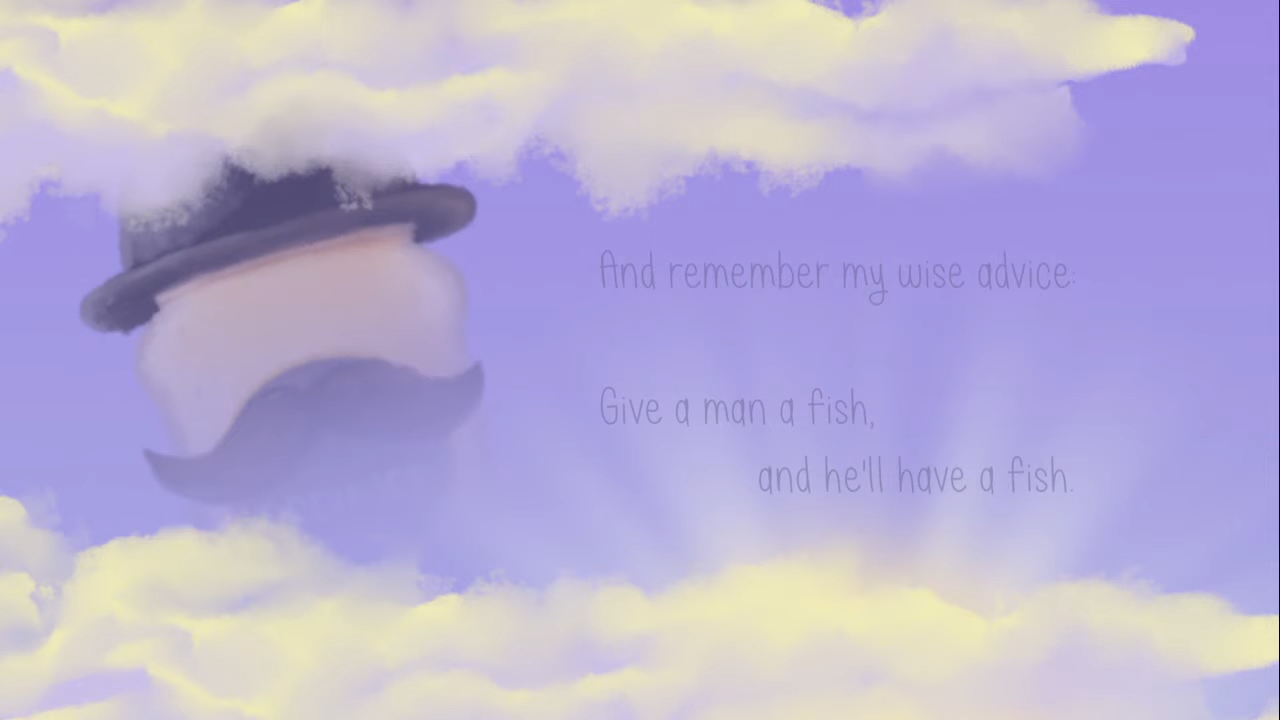 And remember my wise advice:
Give a man a fish,
and he'll have a fish.